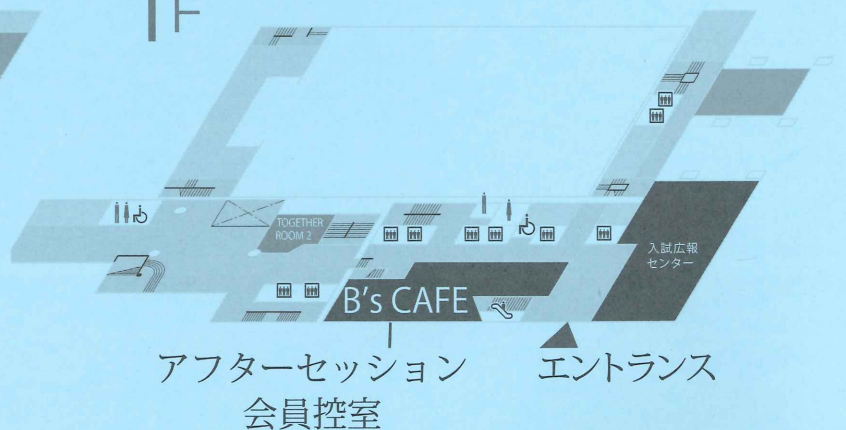 1F
TOGETHER
ROOM 2
入試広報
センター
B's CAFE
アフターセッション
会員控室
エントランス